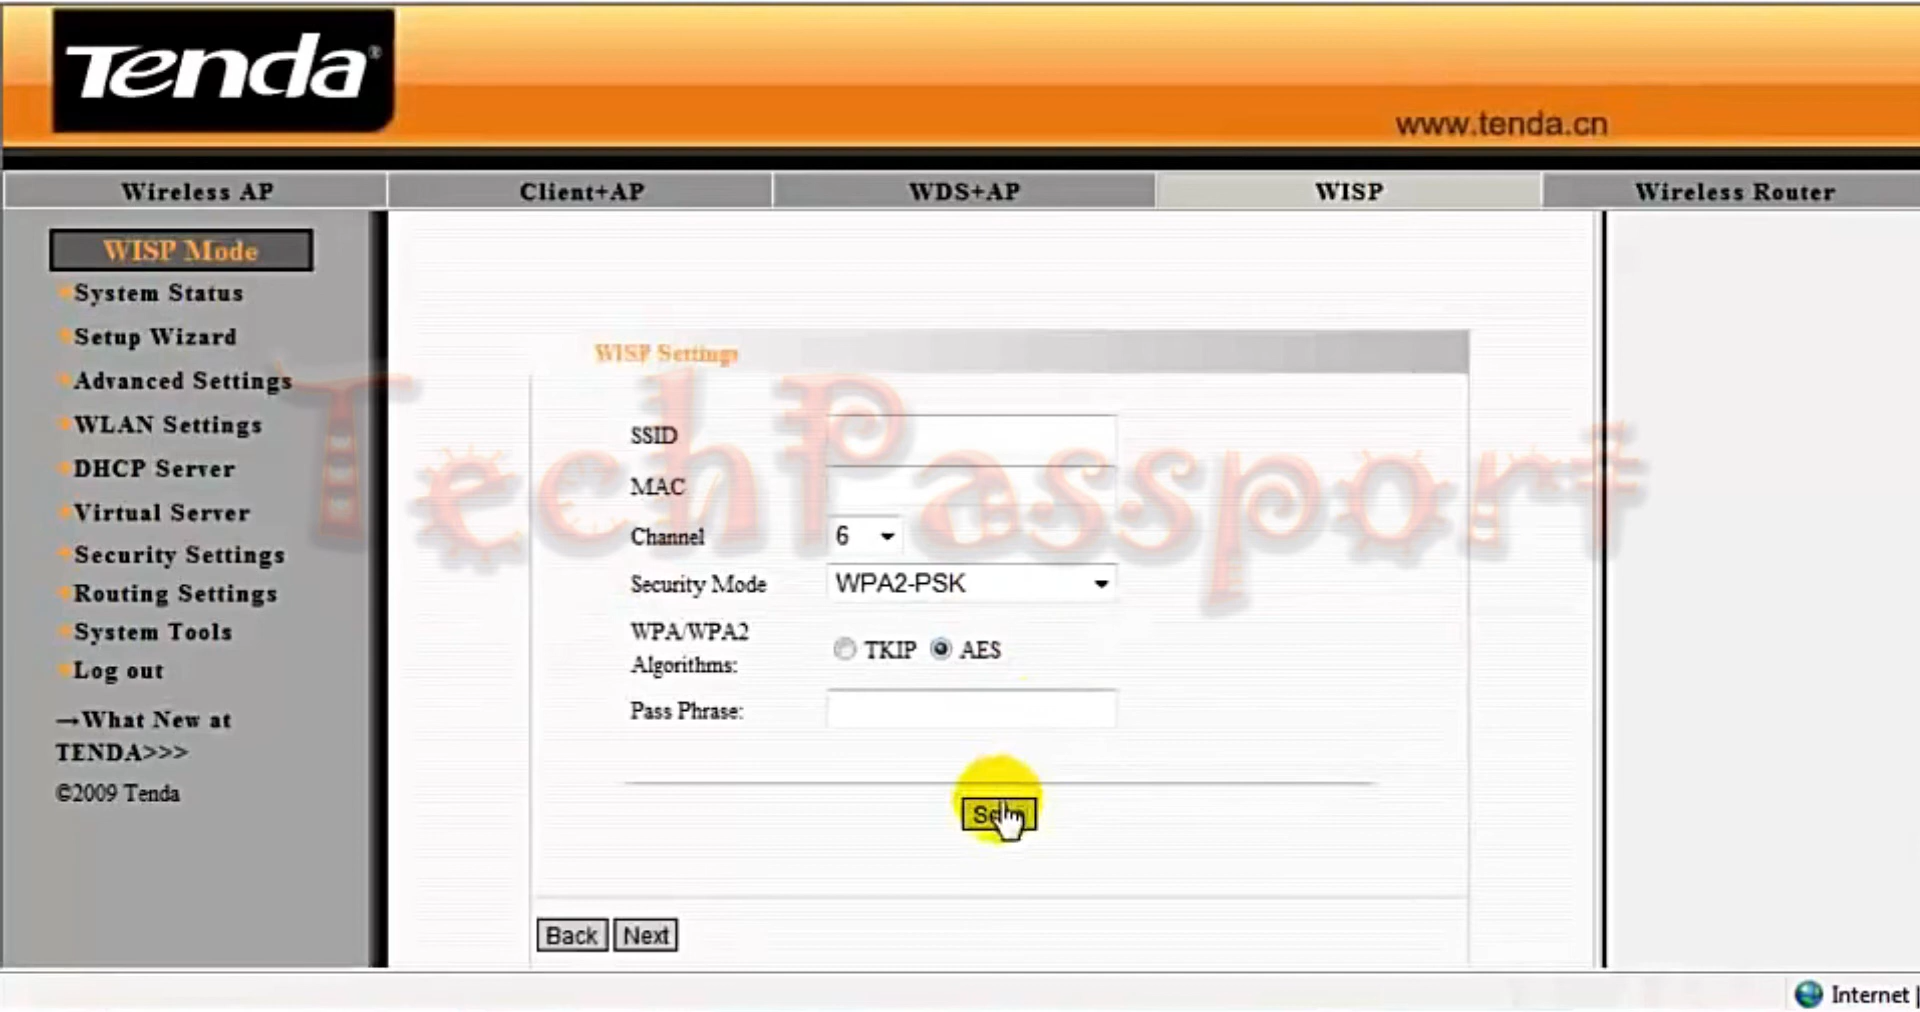 Tenda®
www.tenda.cn
Wireless AP
Client+AP
WDS+AP
WISP
Wireless Router
WISP Mode
System Status
Setup Wizard
Advanced Settings
WLAN Settings
DHCP Server
Virtual Server
Security Settings
Routing Settings
System Tools
Log out
→What New at
TENDA>>>
©2009 Tenda
WISP Settings
SSID
MAC
Channel
6
Security Mode
WPA2-PSK
WPA/WPA2
Algorithms:
TKIP AES
Pass Phrase:
Back Next
TechPassport
Internet |